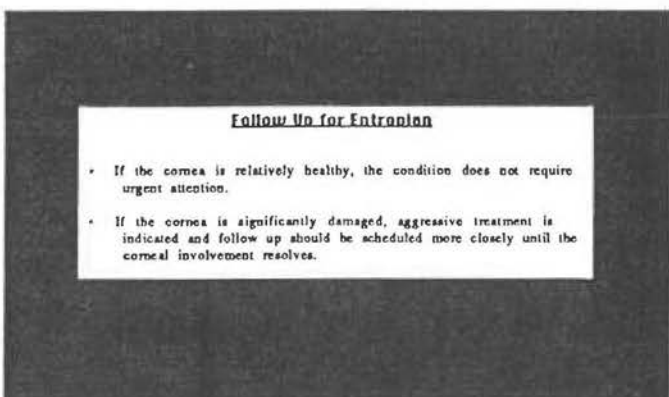 Follow Up for Entropian
• If the cornea is relatively healthy, the condition does not require
urgent attention.
• If the cornea is significantly damaged, aggressive treatment is
indicated and follow up should be scheduled more closely until the
corneal involvement resolves.